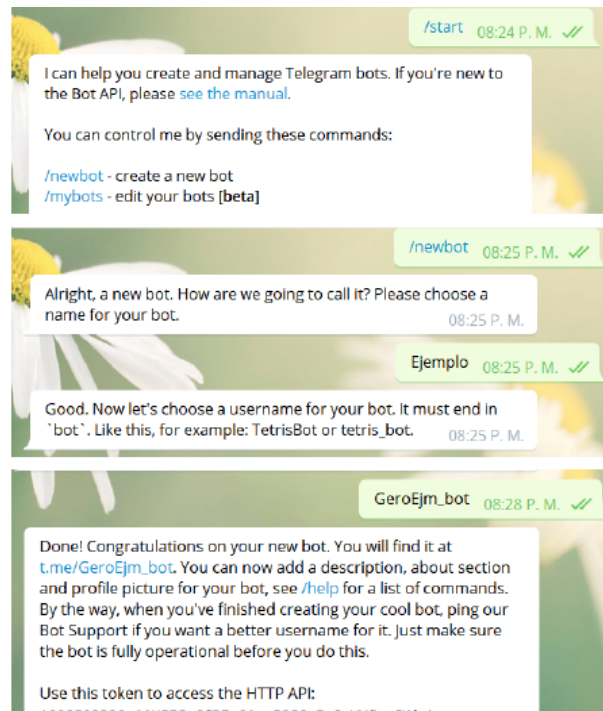 /start 08:24 P. M.
I can help you create and manage Telegram bots. If you're new to
the Bot API, please see the manual.
You can control me by sending these commands:
/newbot - create a new bot
/mybots - edit your bots [beta]
/newbot 08:25 P. M.
Alright, a new bot. How are we going to call it? Please choose a
name for your bot.
08:25 P. M.
Ejemplo 08:25 P. M.
Good. Now let's choose a username for your bot. It must end in
`bot`. Like this, for example: TetrisBot or tetris_bot.
08:25 P. M.
GeroEjm_bot 08:28 P. M.
Done! Congratulations on your new bot. You will find it at
t.me/GeroEjm_bot. You can now add a description, about section
and profile picture for your bot, see /help for a list of commands.
By the way, when you've finished creating your cool bot, ping our
Bot Support if you want a better username for it. Just make sure
the bot is fully operational before you do this.
Use this token to access the HTTP API: